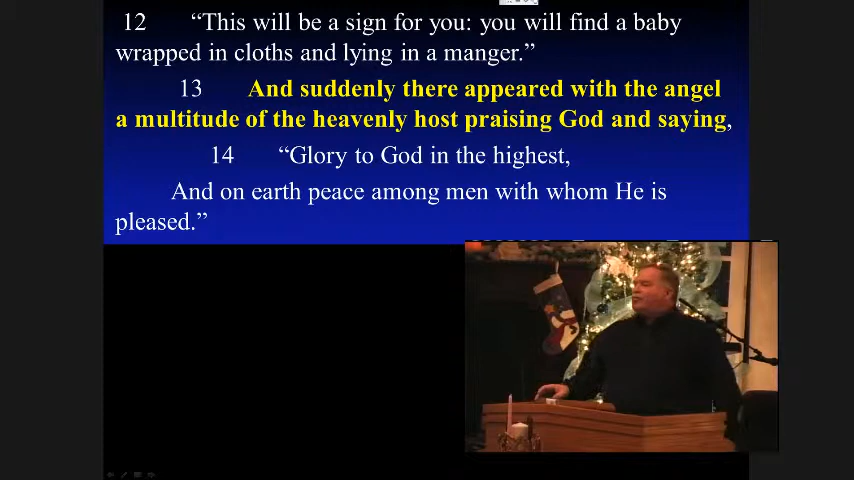 12 “This will be a sign for you: you will find a baby
wrapped in cloths and lying in a manger.”
13 And suddenly there appeared with the angel
a multitude of the heavenly host praising God and saying,
14 “Glory to God in the highest,
And on earth peace among men with whom He is
pleased.”